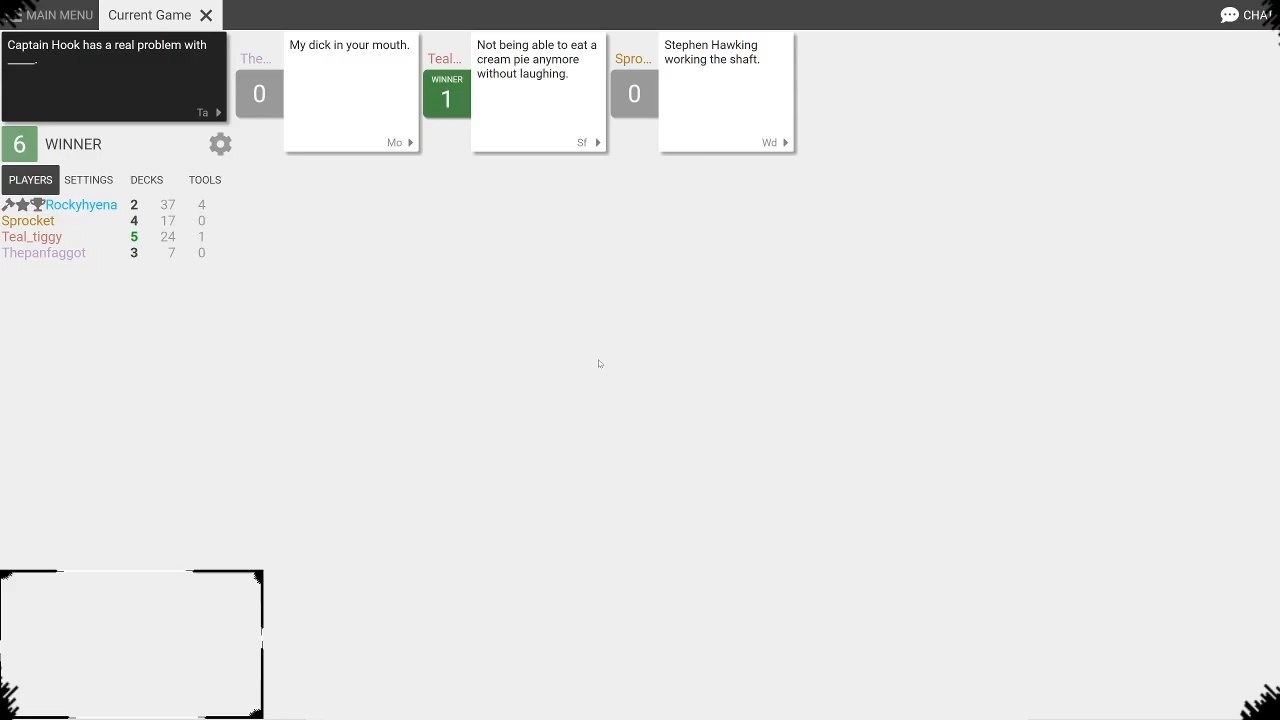 MAIN MENU
Current Game
CHA
Captain Hook has a real problem with
_____.
Ta
The...
0
My dick in your mouth.
Mo
Teal...
WINNER
1
Not being able to eat a
cream pie anymore
without laughing.
Sf
Spro...
0
Stephen Hawking
working the shaft.
Wd
6 WINNER
PLAYERS SETTINGS DECKS TOOLS
Rockyhyena 2 37 4
Sprocket 4 17 0
Teal_tiggy 5 24 1
Thepanfaggot 3 7 0